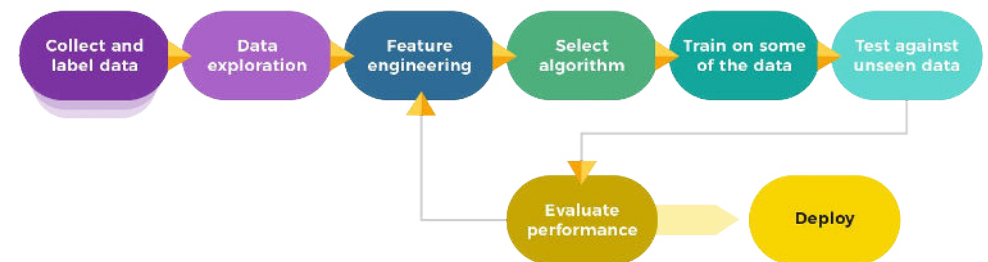 Collect and
label data
Data
exploration
Feature
engineering
Select
algorithm
Train on some
of the data
Test against
unseen data
Evaluate
performance
Deploy